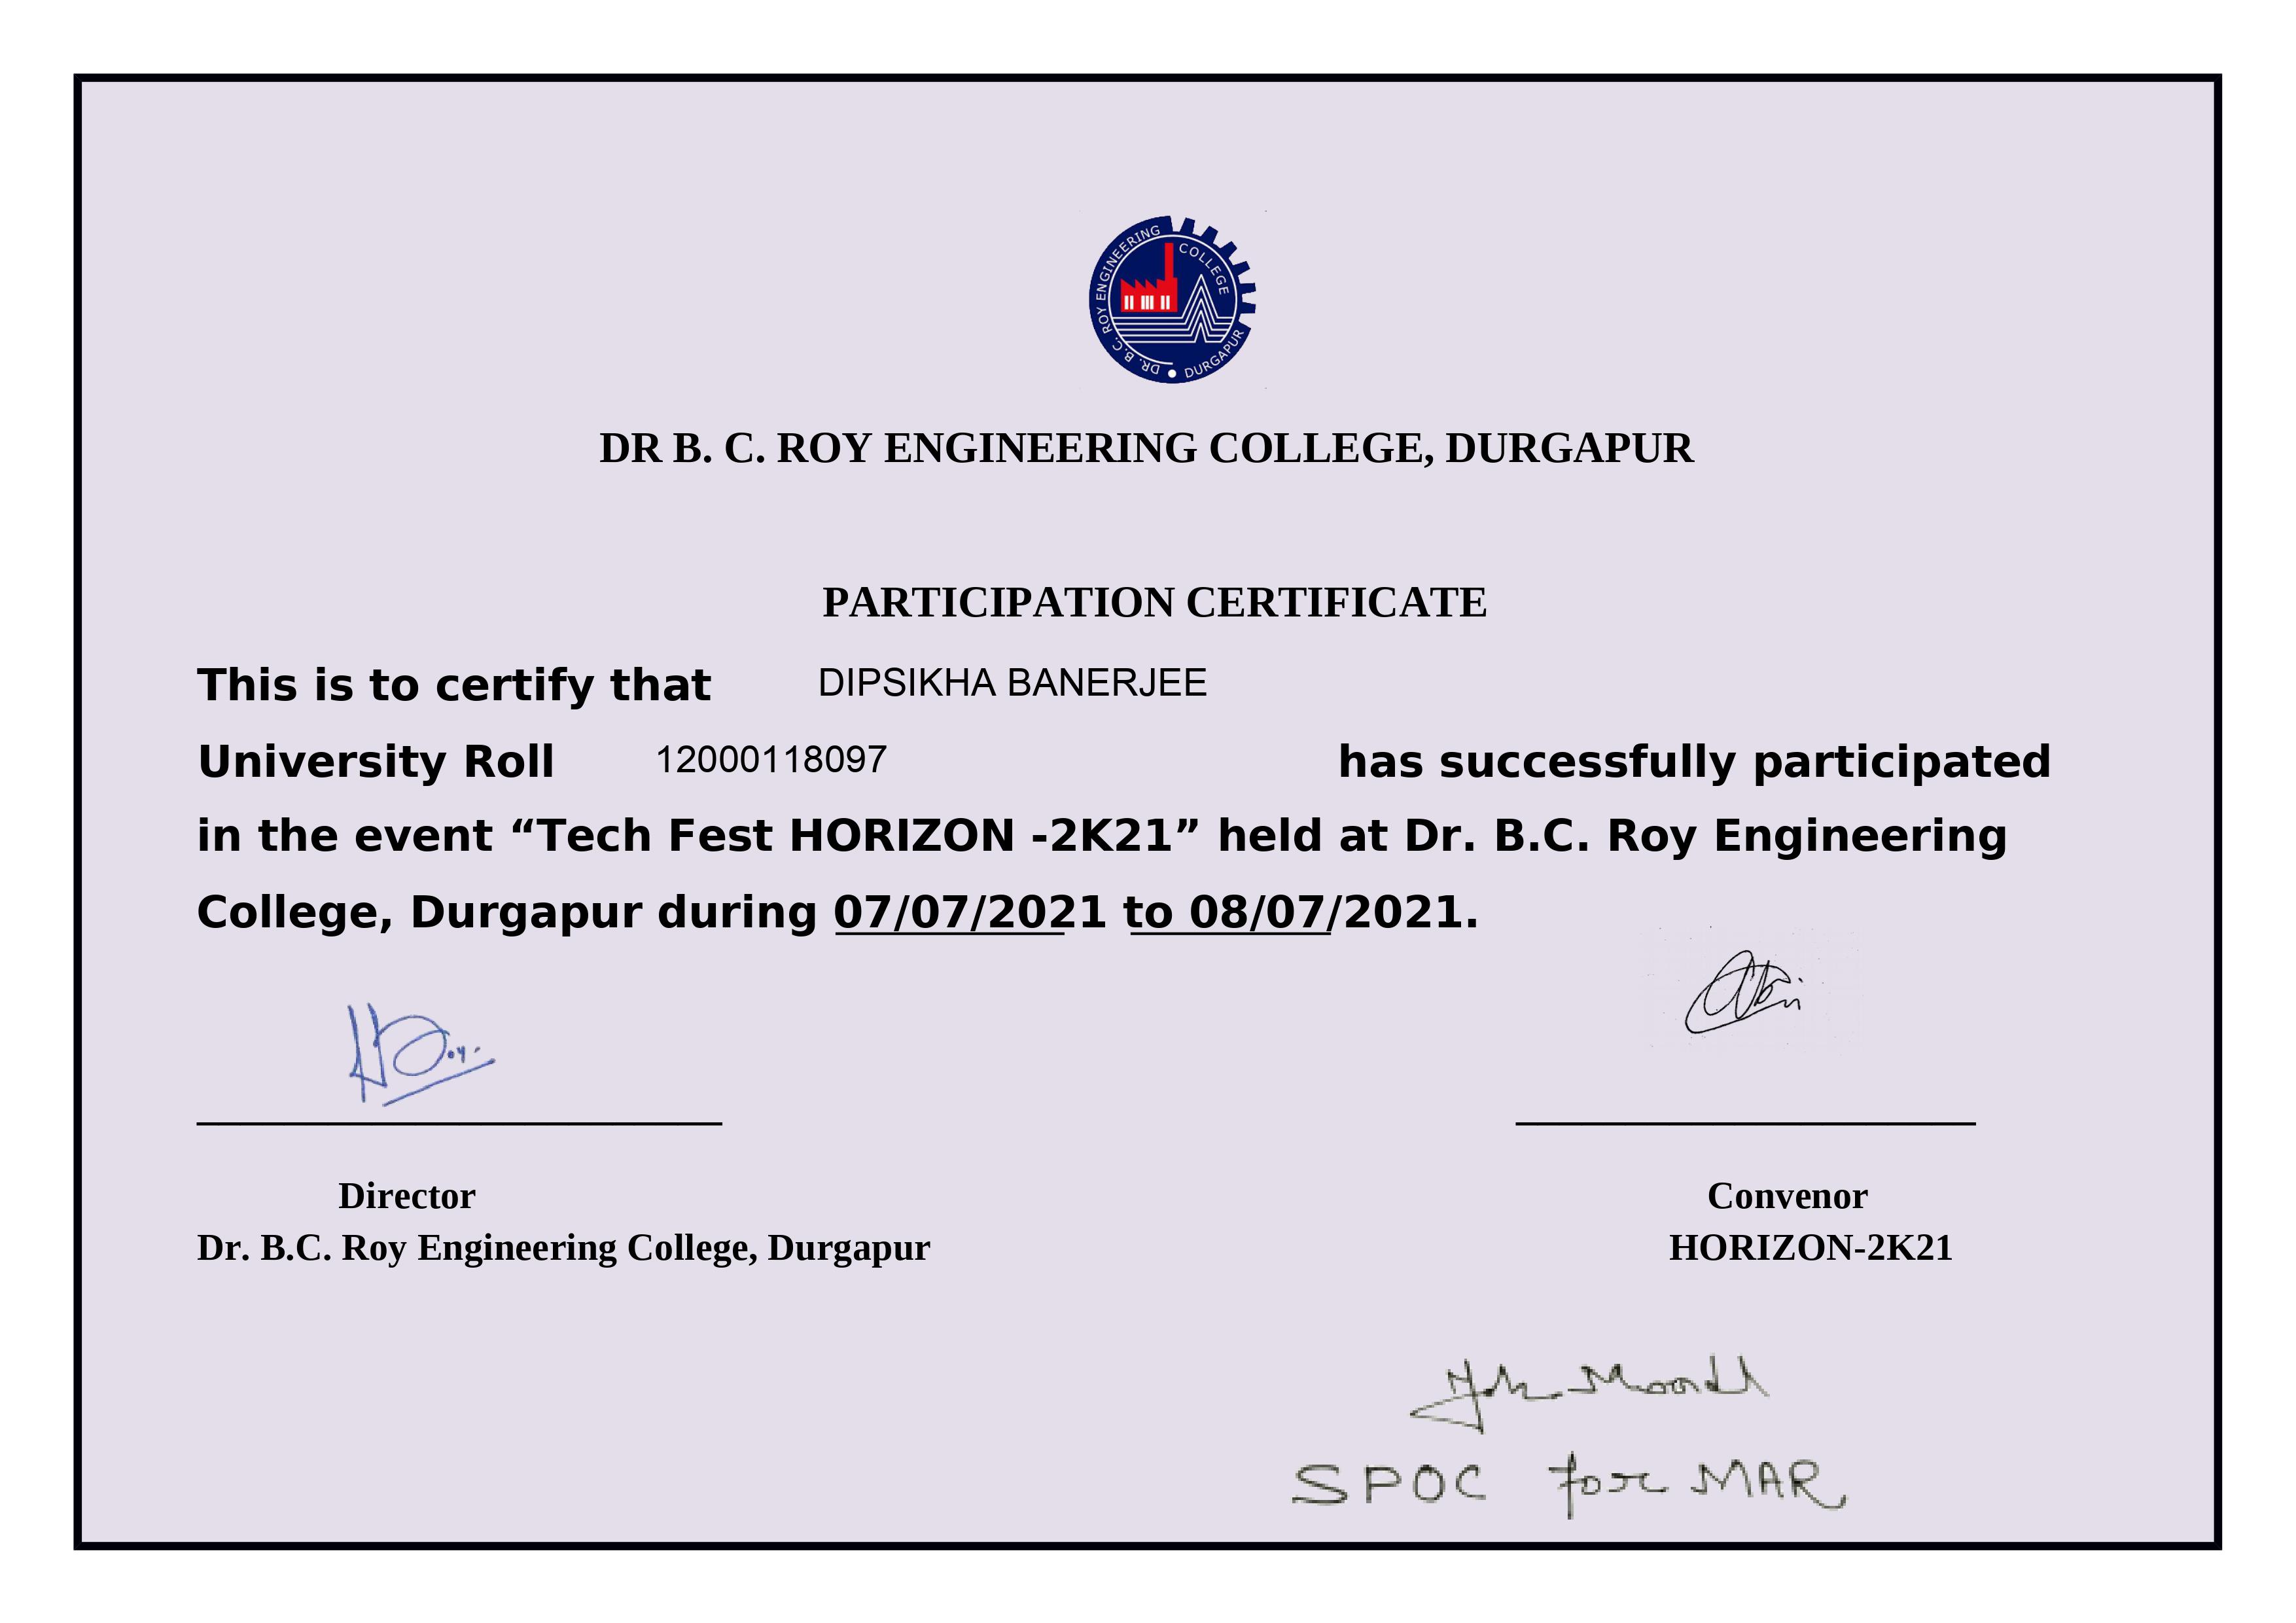 DR. B.C. ROY ENGINEERING COLLEGE DURGAPUR
DR B. C. ROY ENGINEERING COLLEGE, DURGAPUR
PARTICIPATION CERTIFICATE
This is to certify that DIPSIKHA BANERJEE
University Roll 12000118097 has successfully participated
in the event “Tech Fest HORIZON -2K21” held at Dr. B.C. Roy Engineering
College, Durgapur during 07/07/2021 to 08/07/2021.
Director Convenor
Dr. B.C. Roy Engineering College, Durgapur HORIZON-2K21
SPOC for MAR